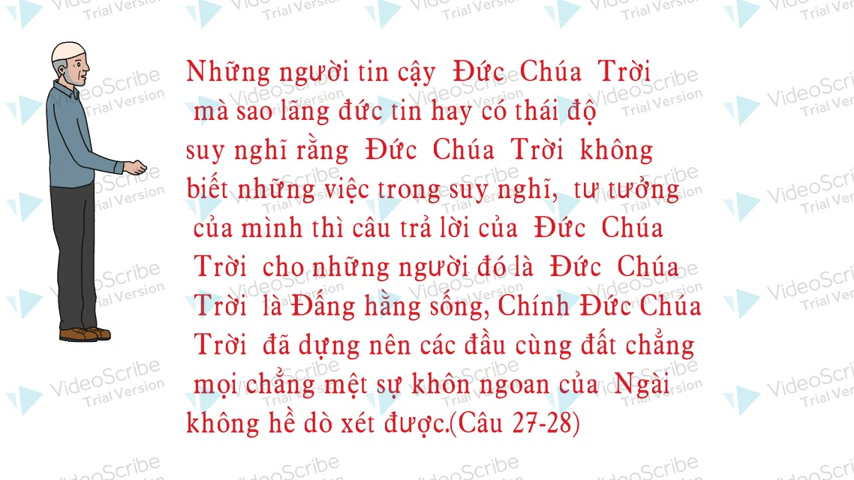 Những người tin cậy Đức Chúa Trời
mà sao lãng đức tin hay có thái độ
suy nghĩ rằng Đức Chúa Trời không
biết những việc trong suy nghĩ, tư tưởng
của mình thì câu trả lời của Đức Chúa
Trời cho những người đó là Đức Chúa
Trời là Đấng hằng sống, Chính Đức Chúa
Trời đã dựng nên các đầu cùng đất chẳng
mọi chẳng mệt sự khôn ngoan của Ngài
không hề dò xét được.(Câu 27-28)
VideoScribe
Trial Version